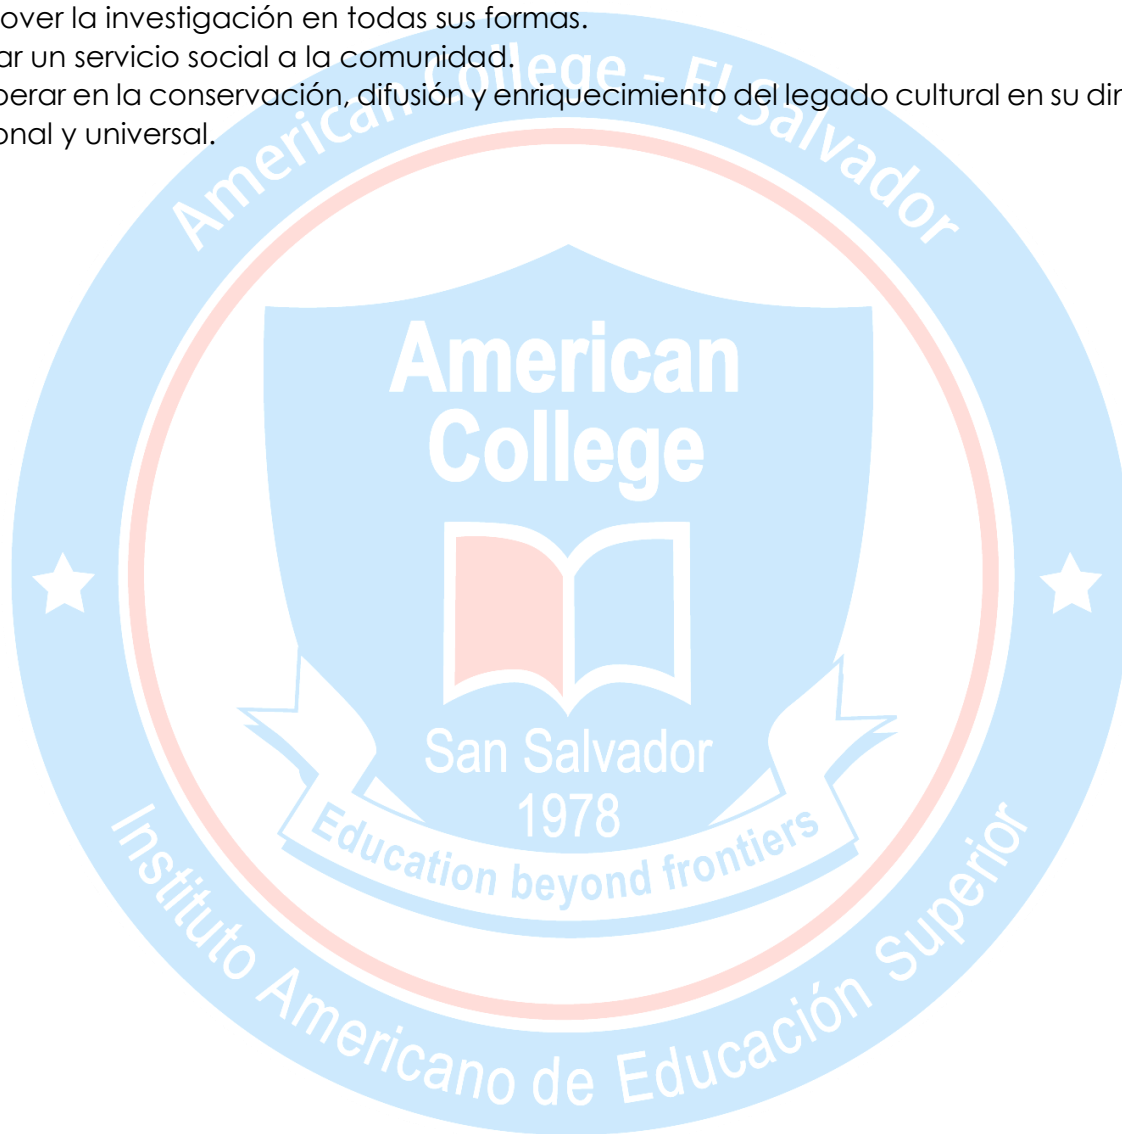 over la investigación en todas sus formas.
ar un servicio social a la comunidad.
erar en la conservación, difusión y enriquecimiento del legado cultural en su
onal y universal.
American College - El Salvador
American
College
San Salvador
1978
Education beyond frontiers
Instituto Americano de Educación Superior